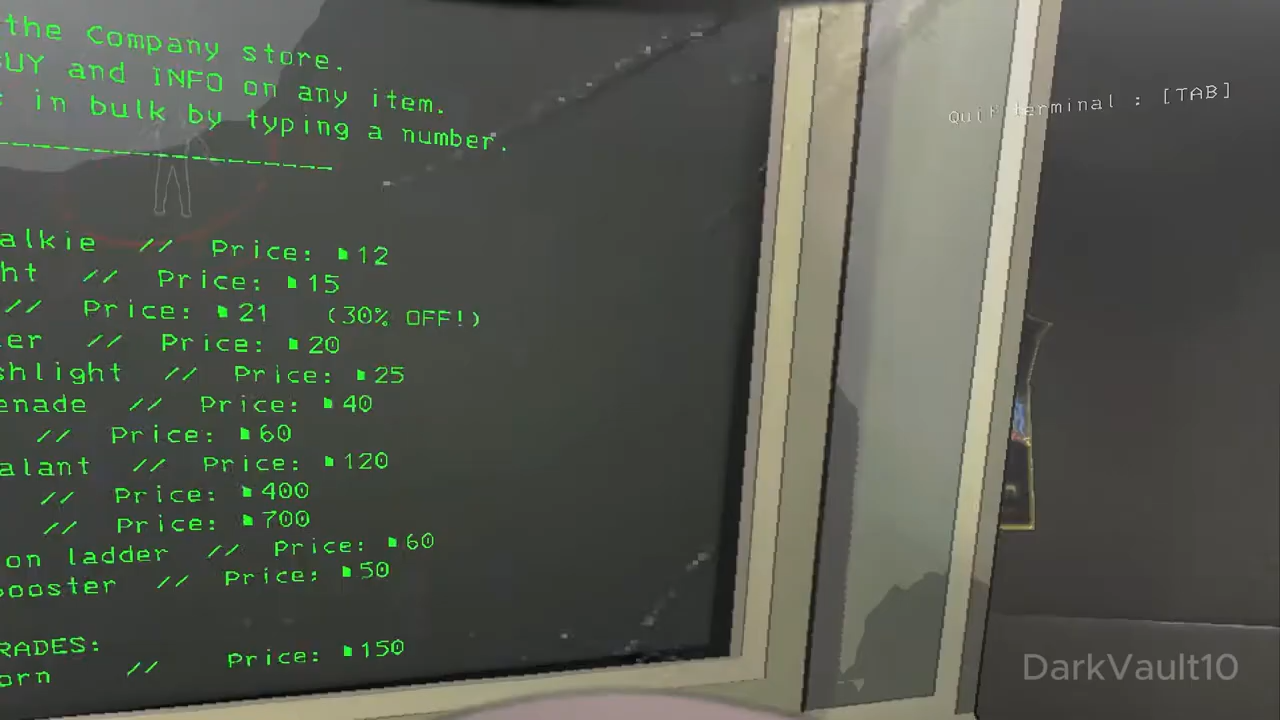 the company store.
BUY and INFO on any item.
in bulk by typing a number.
------------------------------
alkie // Price: ■12
ht // Price: ■15
// Price: ■21 (30% OFF!)
er // Price: ■20
shlight // Price: ■25
enade // Price: ■40
// Price: ■60
alant // Price: ■120
// Price: ■400
// Price: ■700
on ladder // Price: ■60
booster // Price: ■50
RADES:
orn // Price: ■150
Quit terminal : [TAB]
DarkVault10